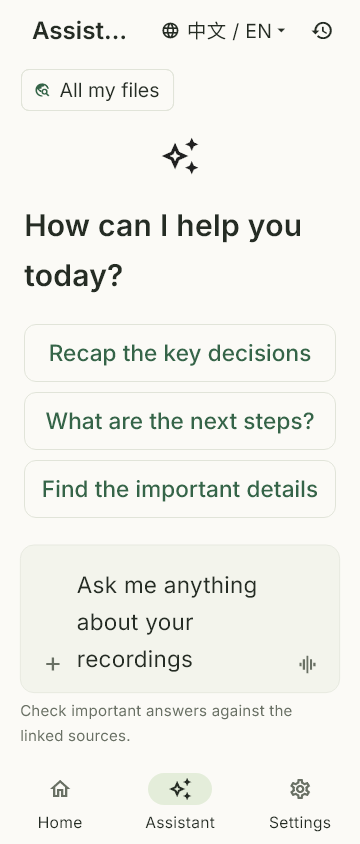 Assist... 中文 / EN
All my files
How can I help you
today?
Recap the key decisions
What are the next steps?
Find the important details
Ask me anything
about your
recordings
Check important answers against the
linked sources.
Home Assistant Settings